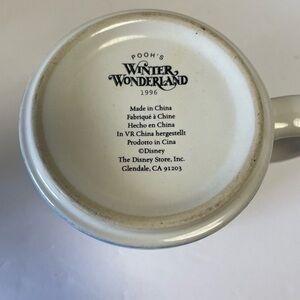 POOH'S
WINTER
WONDERLAND
1996
Made in China
Fabriqué à Chine
Hecho en China
In VR China hergestellt
Prodotto in Cina
©Disney
The Disney Store, Inc.
Glendale, CA 91203